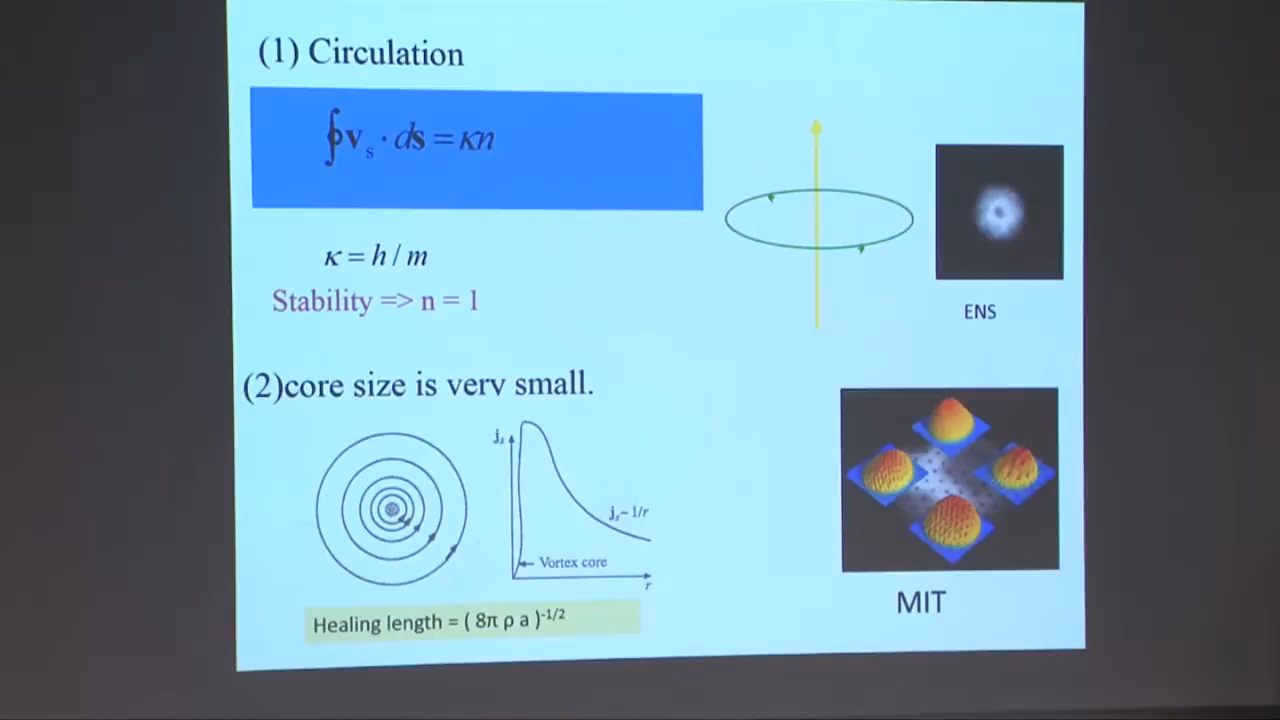 (1) Circulation
∮v_s · ds = κn
κ = h / m
Stability => n = 1
ENS
(2)core size is very small.
j_s
j_s ~ 1/r
Vortex core
r
Healing length = ( 8π ρ a )^-1/2
MIT